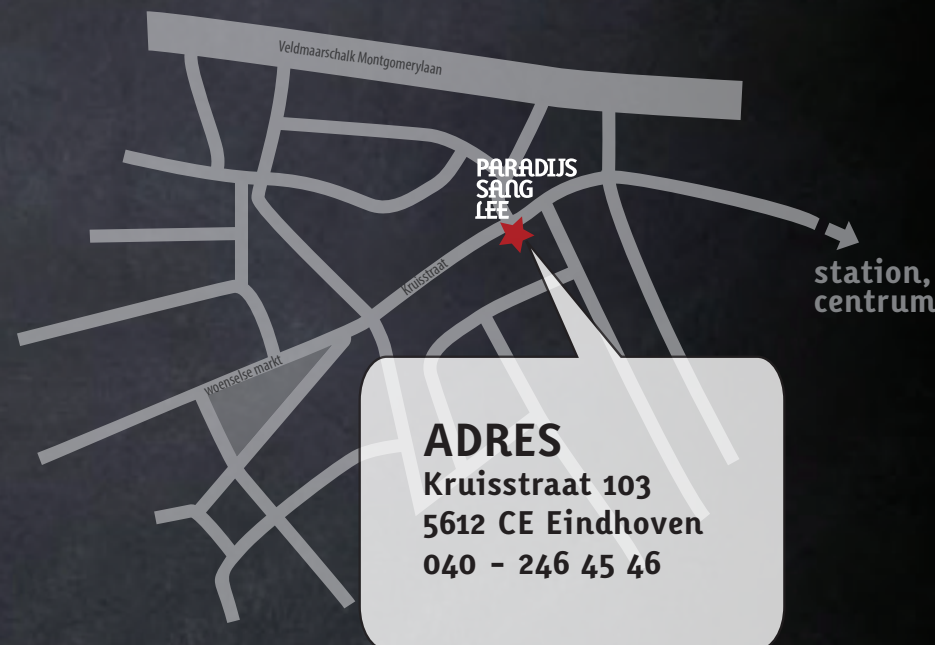 Veldmaarschalk Montgomerylaan
PARADIJS
SANG
LEE
Kruisstraat
station,
centrum
woenselse markt
ADRES
Kruisstraat 103
5612 CE Eindhoven
040 - 246 45 46